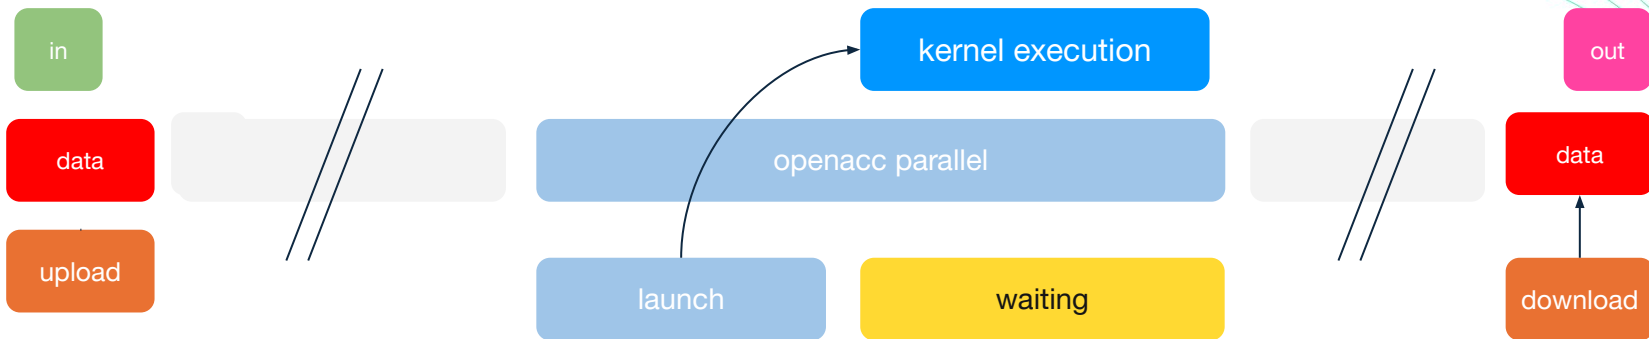 in
kernel execution
out
data
openacc parallel
data
upload
launch
waiting
download